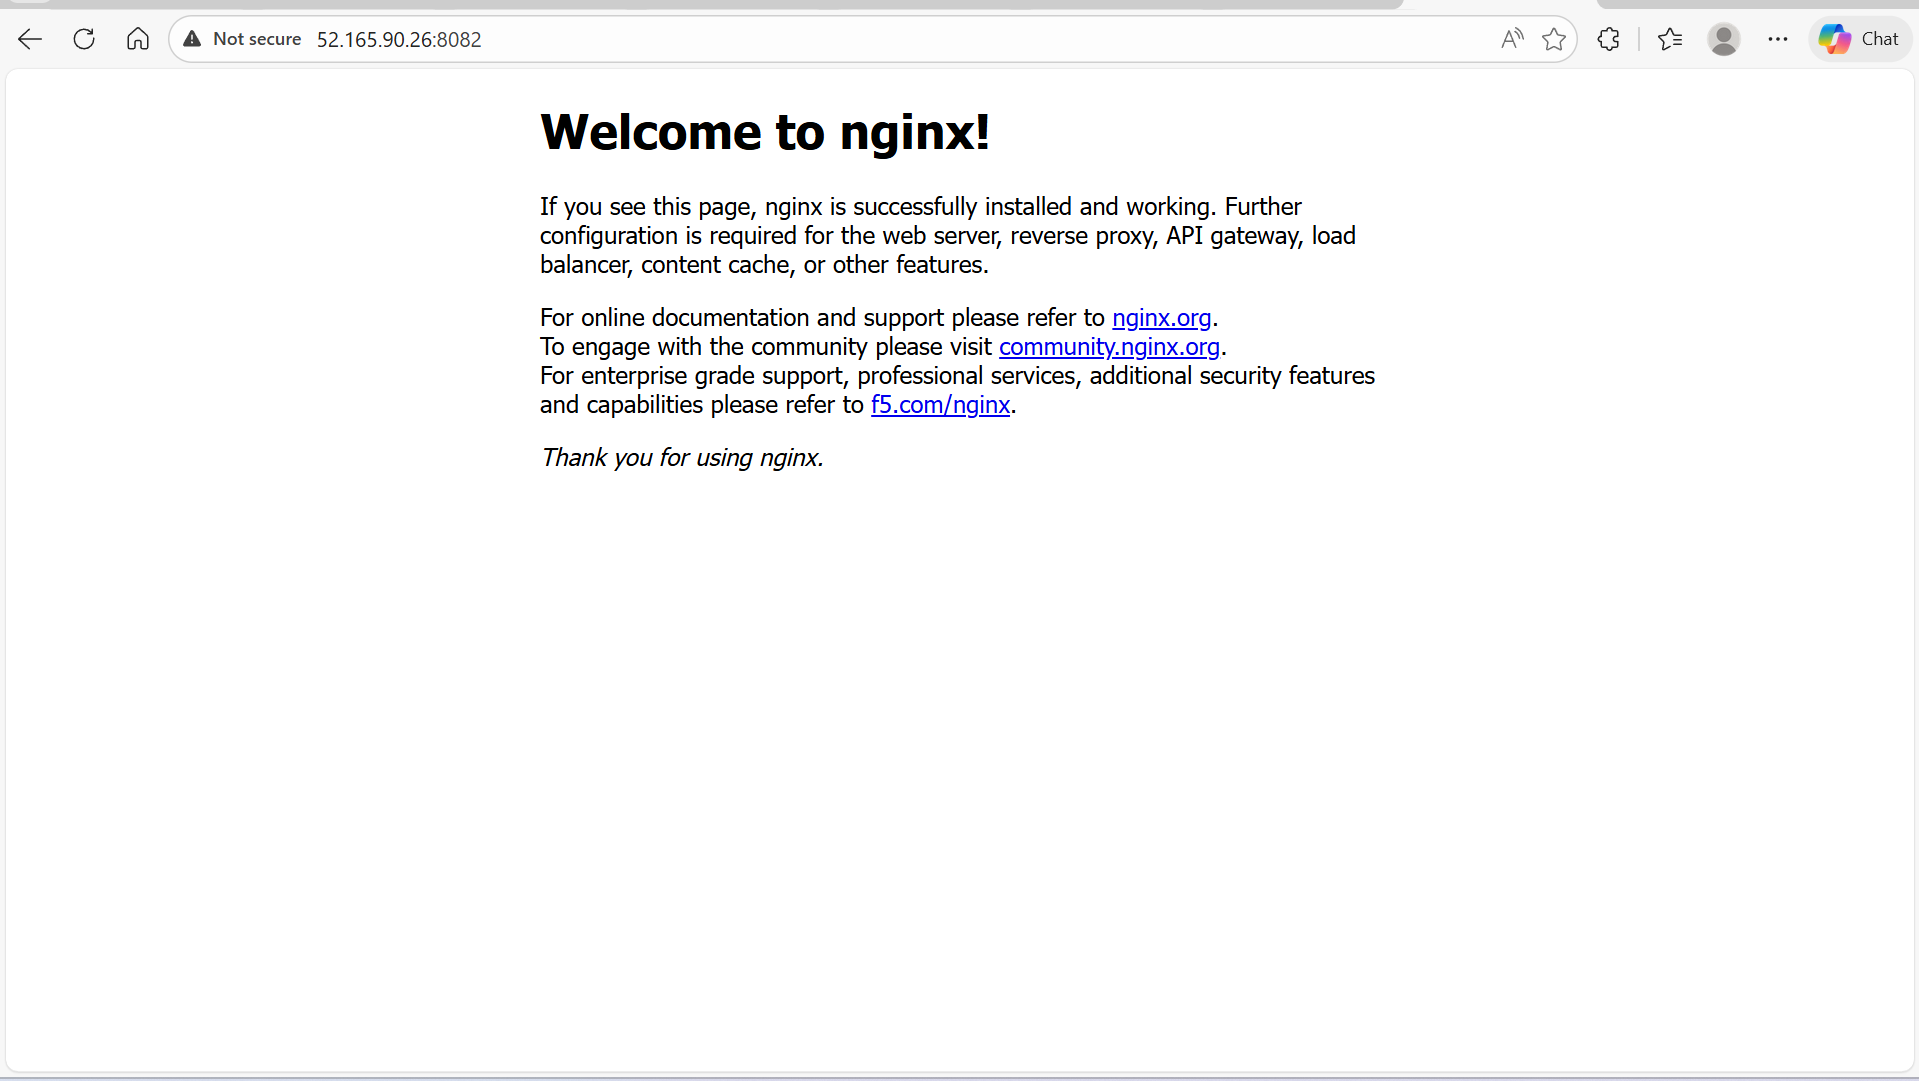 Not secure 52.165.90.26:8082
Chat
Welcome to nginx!
If you see this page, nginx is successfully installed and working. Further
configuration is required for the web server, reverse proxy, API gateway, load
balancer, content cache, or other features.
For online documentation and support please refer to nginx.org.
To engage with the community please visit community.nginx.org.
For enterprise grade support, professional services, additional security features
and capabilities please refer to f5.com/nginx.
Thank you for using nginx.